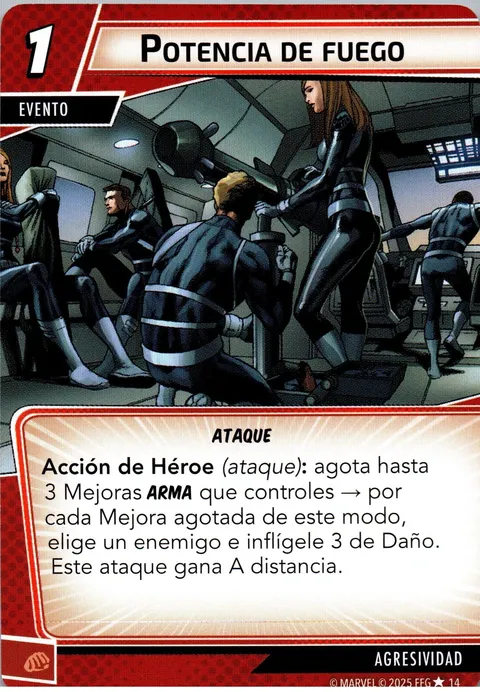 1
POTENCIA DE FUEGO
EVENTO
ATAQUE
Acción de Héroe (ataque): agota hasta
3 Mejoras ARMA que controles → por
cada Mejora agotada de este modo,
elige un enemigo e inflígele 3 de Daño.
Este ataque gana A distancia.
AGRESIVIDAD
© MARVEL © 2025 FFG ★ 14